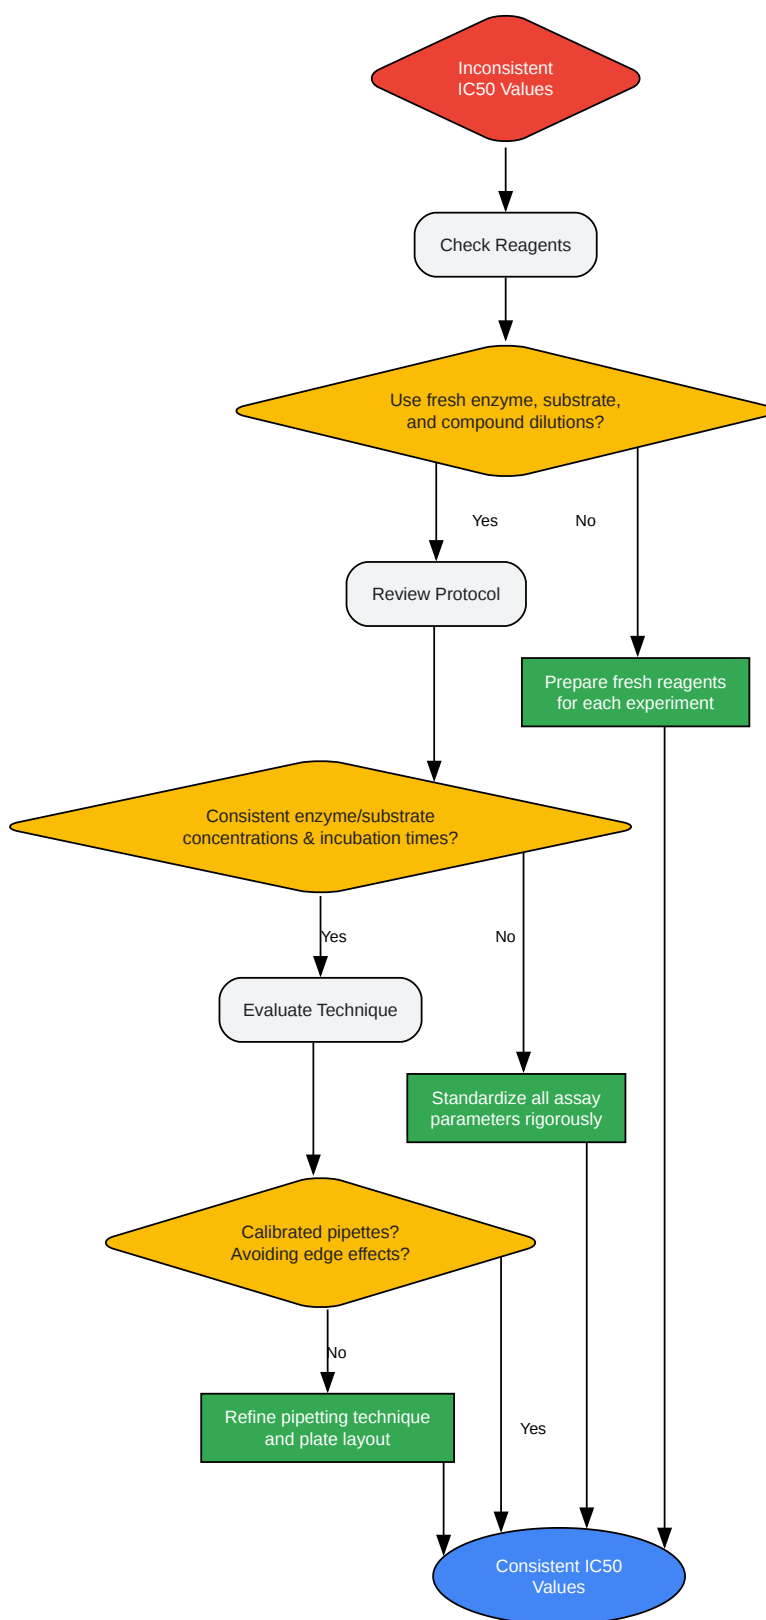 Inconsistent
IC50 Values
Check Reagents
Use fresh enzyme, substrate,
and compound dilutions?
Yes
No
Review Protocol
Prepare fresh reagents
for each experiment
Consistent enzyme/substrate
concentrations & incubation times?
Yes
No
Evaluate Technique
Standardize all assay
parameters rigorously
Calibrated pipettes?
Avoiding edge effects?
No
Refine pipetting technique
and plate layout
Yes
Consistent IC50
Values